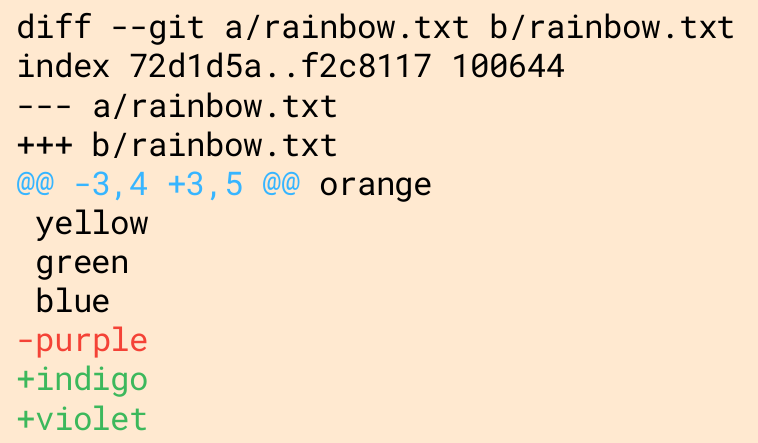 diff --git a/rainbow.txt b/rainbow.txt
index 72d1d5a..f2c8117 100644
--- a/rainbow.txt
+++ b/rainbow.txt
@@ -3,4 +3,5 @@ orange
 yellow
 green
 blue
-purple
+indigo
+violet